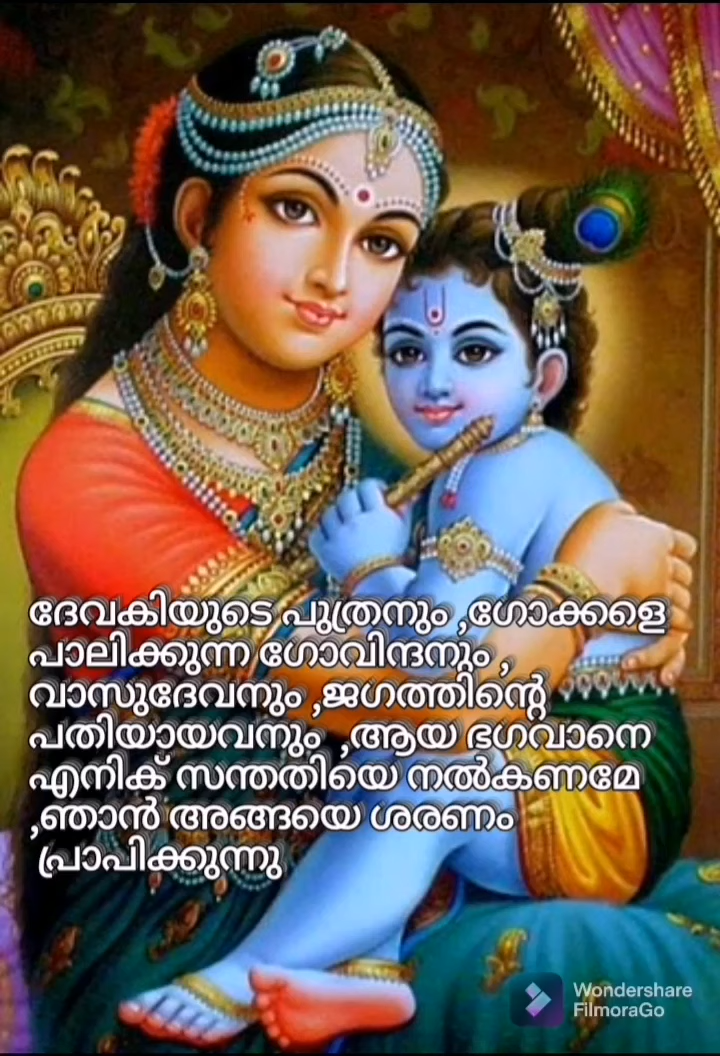 ദേവകിയുടെ പുത്രനും ,ഗോക്കളെ
പാലിക്കുന്ന ഗോവിന്ദനും ,
വാസുദേവനും ,ജഗത്തിന്റെ
പതിയായവനും ,ആയ ഭഗവാനെ
എനിക് സന്തതിയെ നൽകണമേ
,ഞാൻ അങ്ങയെ ശരണം
പ്രാപിക്കുന്നു
Wondershare
FilmoraGo